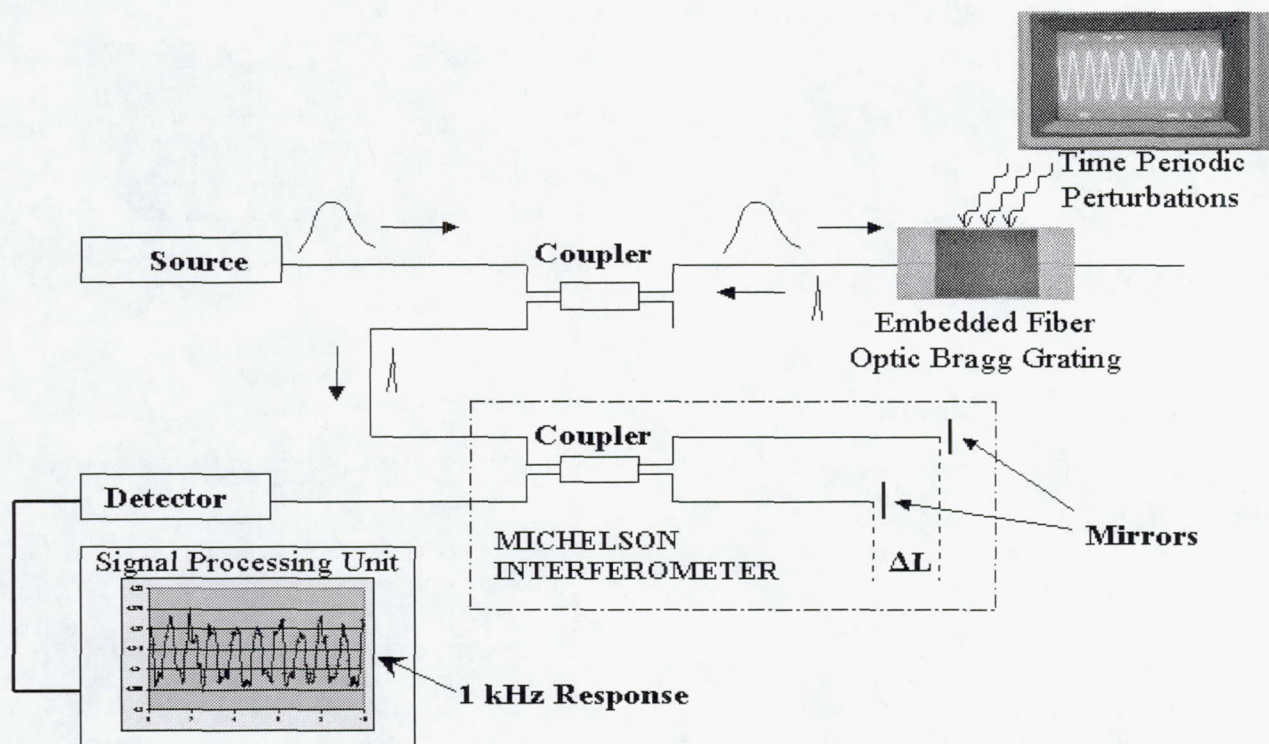 Time Periodic
Perturbations
Source
Coupler
Embedded Fiber
Optic Bragg Grating
Coupler
Detector
Mirrors
MICHELSON
INTERFEROMETER
ΔL
Signal Processing Unit
1 kHz Response